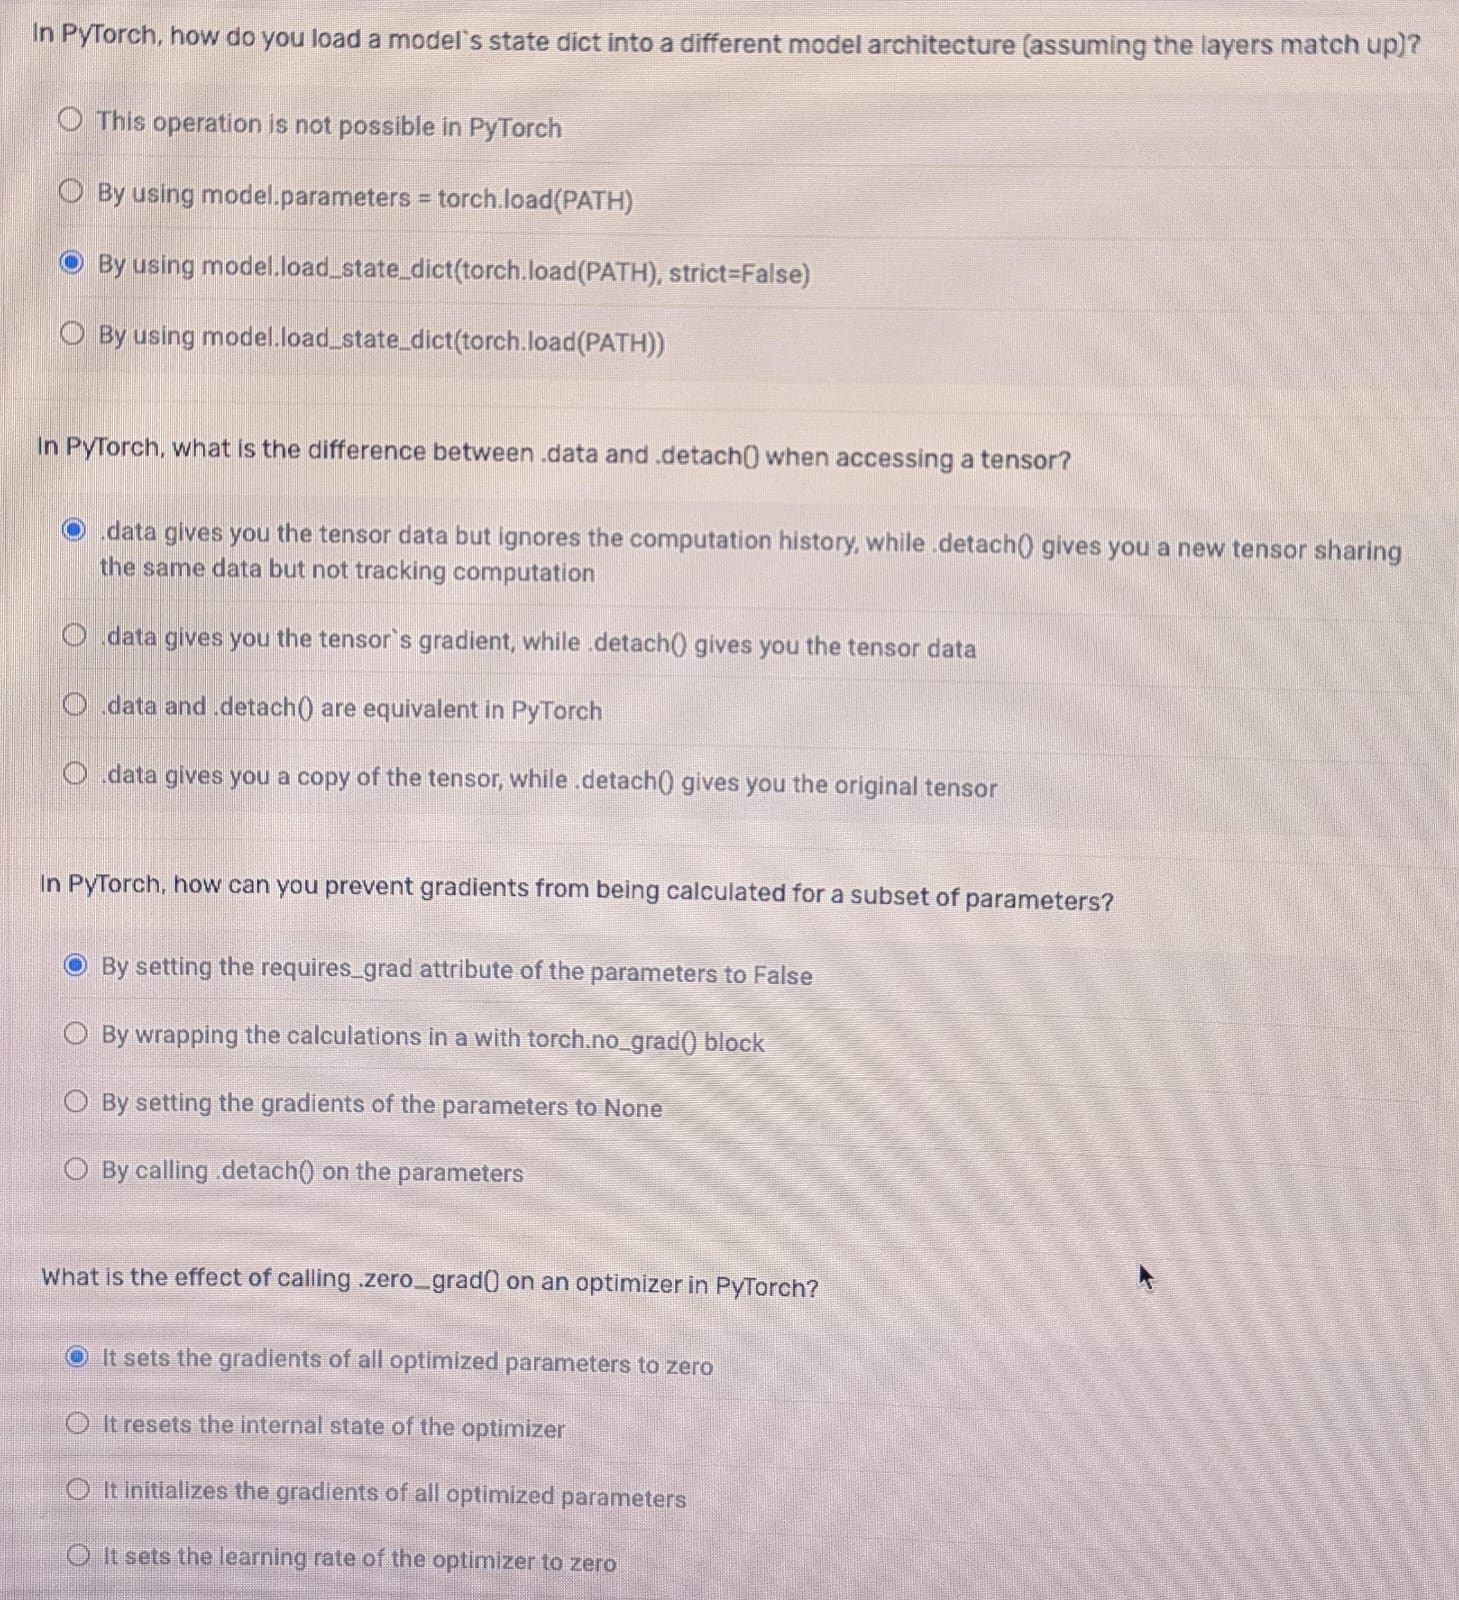 In PyTorch, how do you load a model`s state dict into a different model architecture (assuming the layers match up)?
This operation is not possible in PyTorch
By using model.parameters = torch.load(PATH)
By using model.load_state_dict(torch.load(PATH), strict=False)
By using model.load_state_dict(torch.load(PATH))
In PyTorch, what is the difference between .data and .detach() when accessing a tensor?
.data gives you the tensor data but ignores the computation history, while .detach() gives you a new tensor sharing
the same data but not tracking computation
.data gives you the tensor`s gradient, while .detach() gives you the tensor data
.data and .detach() are equivalent in PyTorch
.data gives you a copy of the tensor, while .detach() gives you the original tensor
In PyTorch, how can you prevent gradients from being calculated for a subset of parameters?
By setting the requires_grad attribute of the parameters to False
By wrapping the calculations in a with torch.no_grad() block
By setting the gradients of the parameters to None
By calling .detach() on the parameters
What is the effect of calling .zero_grad() on an optimizer in PyTorch?
It sets the gradients of all optimized parameters to zero
It resets the internal state of the optimizer
It initializes the gradients of all optimized parameters
It sets the learning rate of the optimizer to zero